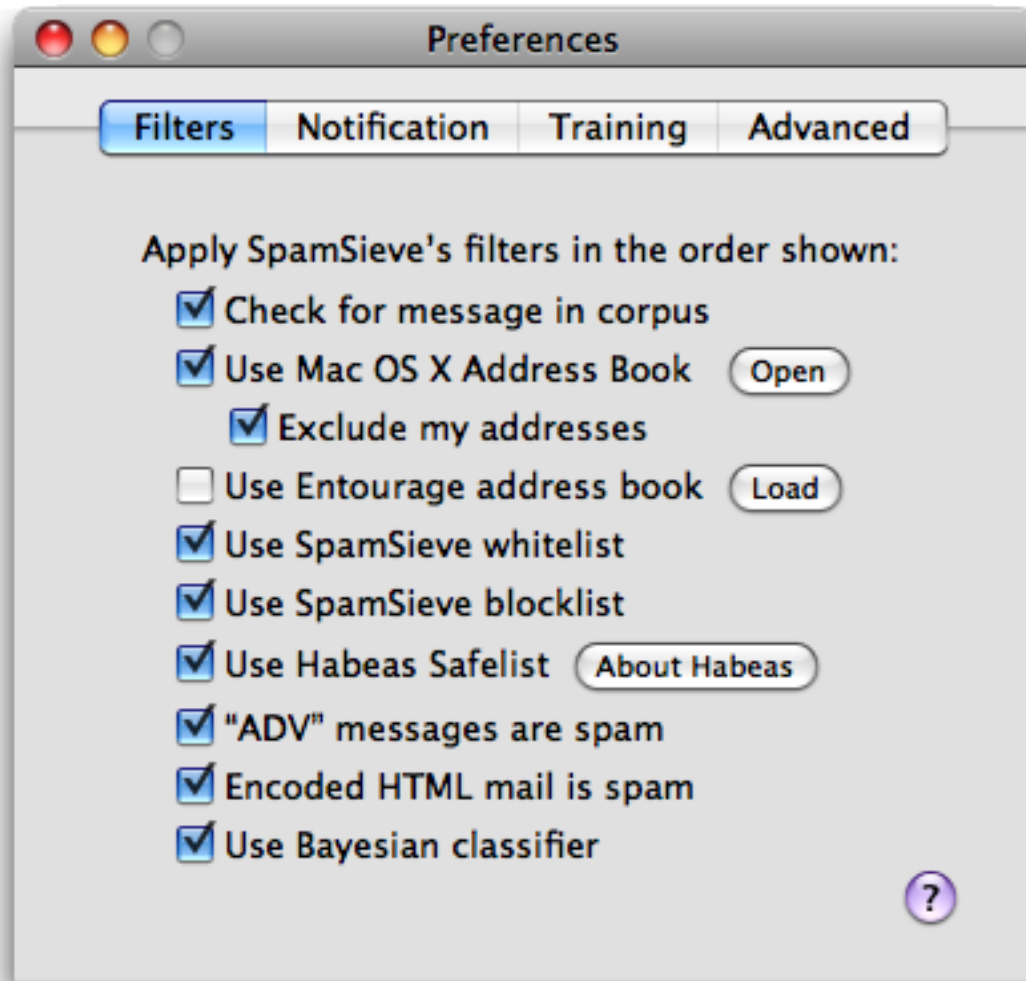 Preferences
Filters Notification Training Advanced
Apply SpamSieve's filters in the order shown:
Check for message in corpus
Use Mac OS X Address Book Open
Exclude my addresses
Use Entourage address book Load
Use SpamSieve whitelist
Use SpamSieve blocklist
Use Habeas Safelist About Habeas
“ADV” messages are spam
Encoded HTML mail is spam
Use Bayesian classifier
?